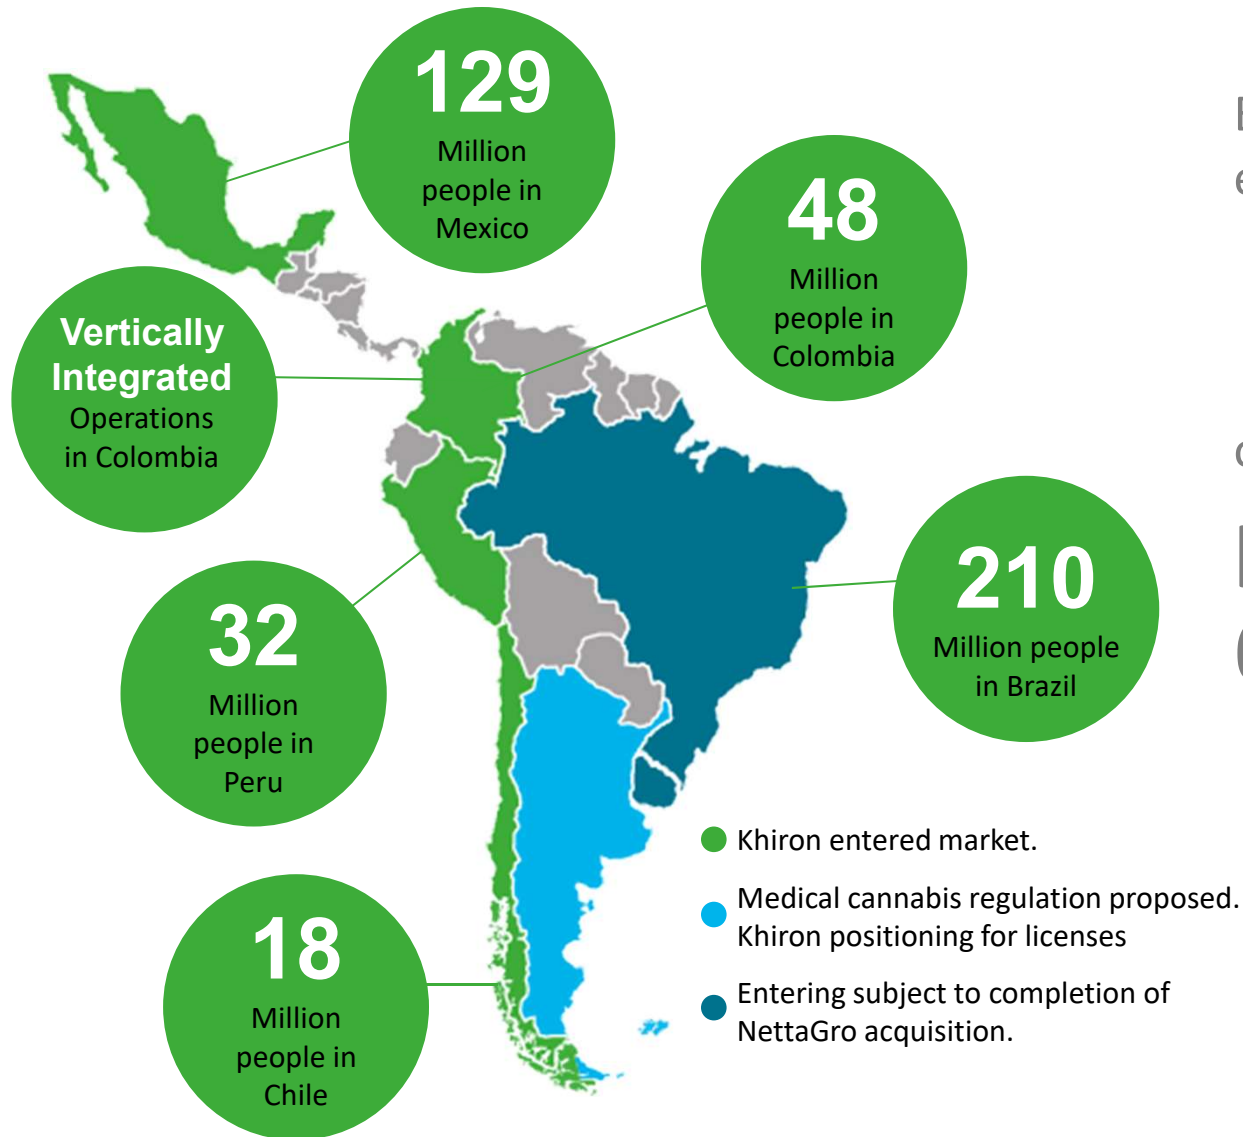 129
Million
people in
Mexico
48
Million
people in
Colombia
Vertically
Integrated
Operations
in Colombia
210
Million people
in Brazil
32
Million
people in
Peru
18
Million
people in
Chile
Khiron entered market.
Medical cannabis regulation proposed.
Khiron positioning for licenses
Entering subject to completion of
NettaGro acquisition.